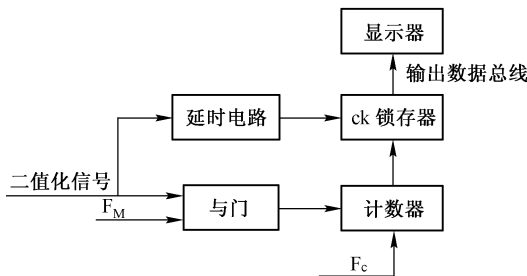 显示器
输出数据总线
延时电路
ck 锁存器
二值化信号
F_M
与门
计数器
F_c